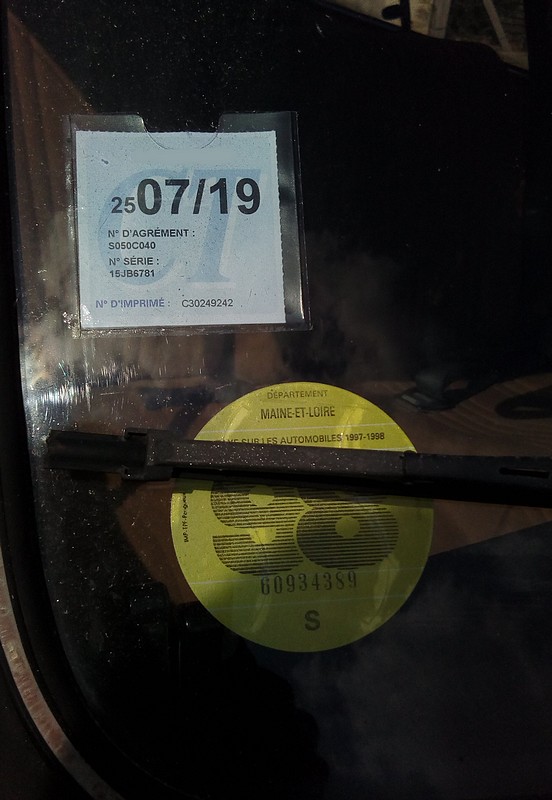 CT
25 07/19
N° D'AGRÉMENT :
S050C040
N° SÉRIE :
15JB6781
N° D'IMPRIMÉ : C30249242
DÉPARTEMENT
MAINE-ET-LOIRE
SUR LES AUTOMOBILES 1997-1998
98
60934389
S